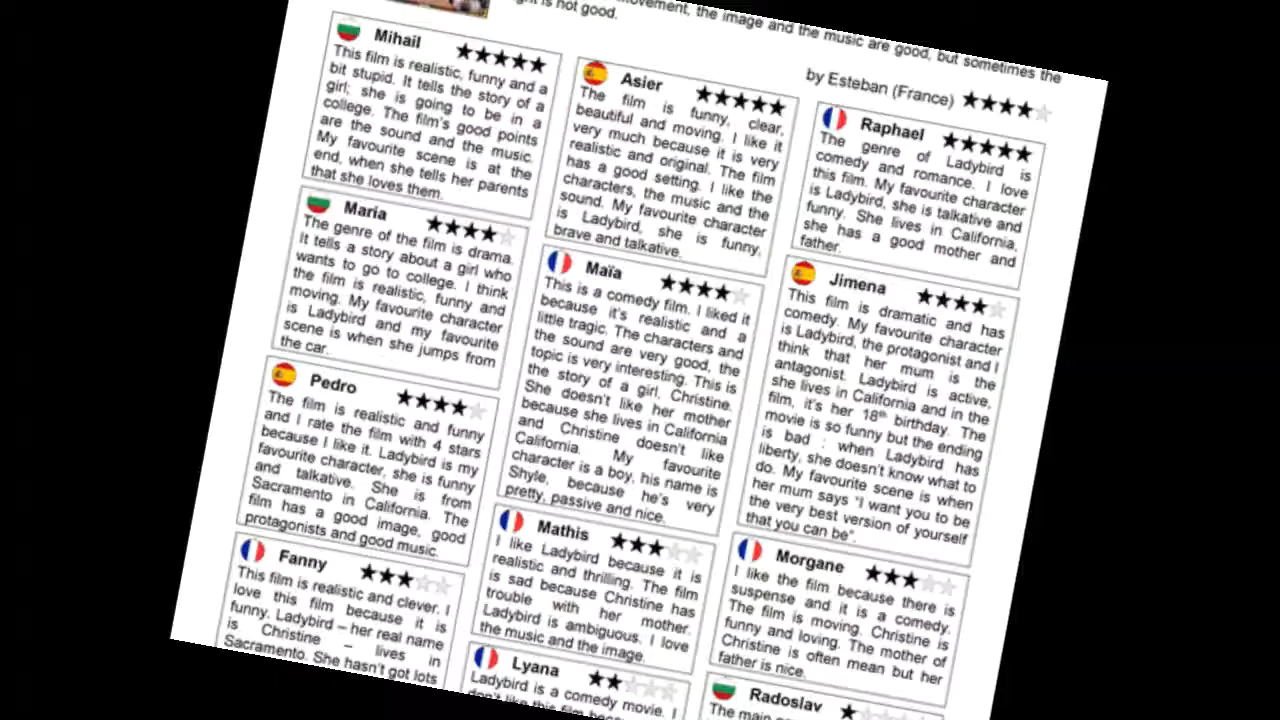 movement, the image and the music are good, but sometimes the
is not good.
by Esteban (France)
Mihail
This film is realistic, funny and a
bit stupid. It tells the story of a
girl: she is going to be in a
college. The film's good points
are the sound and the music.
My favourite scene is at the
end, when she tells her parents
that she loves them.
Maria
The genre of the film is drama.
It tells a story about a girl who
wants to go to college. I think
the film is realistic, funny and
moving. My favourite character
is Ladybird and my favourite
scene is when she jumps from
the car.
Pedro
The film is realistic and funny
and I rate the film with 4 stars
because I like it. Ladybird is my
favourite character, she is funny
and talkative. She is from
Sacramento in California. The
film has a good image, good
protagonists and good music.
Fanny
This film is realistic and clever. I
love this film because it is
funny. Ladybird – her real name
is Christine – lives in
Sacramento. She hasn't got lots
Asier
The film is funny, clear,
beautiful and moving. I like it
very much because it is very
realistic and original. The film
has a good setting. I like the
characters, the music and the
sound. My favourite character
is Ladybird, she is funny,
brave and talkative.
Maïa
This is a comedy film. I liked it
because it's realistic and a
little tragic. The characters and
the sound are very good, the
topic is very interesting. This is
the story of a girl, Christine.
She doesn't like her mother
because she lives in California
and Christine doesn't like
California. My favourite
character is a boy, his name is
Shyle, because he's very
pretty, passive and nice.
Mathis
I like Ladybird because it is
realistic and thrilling. The film
is sad because Christine has
trouble with her mother.
Ladybird is ambiguous. I love
the music and the image.
Lyana
Ladybird is a comedy movie. I
don't like this film
Raphael
The genre of Ladybird is
comedy and romance. I love
this film. My favourite character
is Ladybird, she is talkative and
funny. She lives in California,
she has a good mother and
father.
Jimena
This film is dramatic and has
comedy. My favourite character
is Ladybird, the protagonist and I
think that her mum is the
antagonist. Ladybird is active,
she lives in California and in the
film, it's her 18th birthday. The
movie is so funny but the ending
is bad : when Ladybird has
liberty, she doesn't know what to
do. My favourite scene is when
her mum says "I want you to be
the very best version of yourself
that you can be".
Morgane
I like the film because there is
suspense and it is a comedy.
The film is moving. Christine is
funny and loving. The mother of
Christine is often mean but her
father is nice.
Radoslav
The main